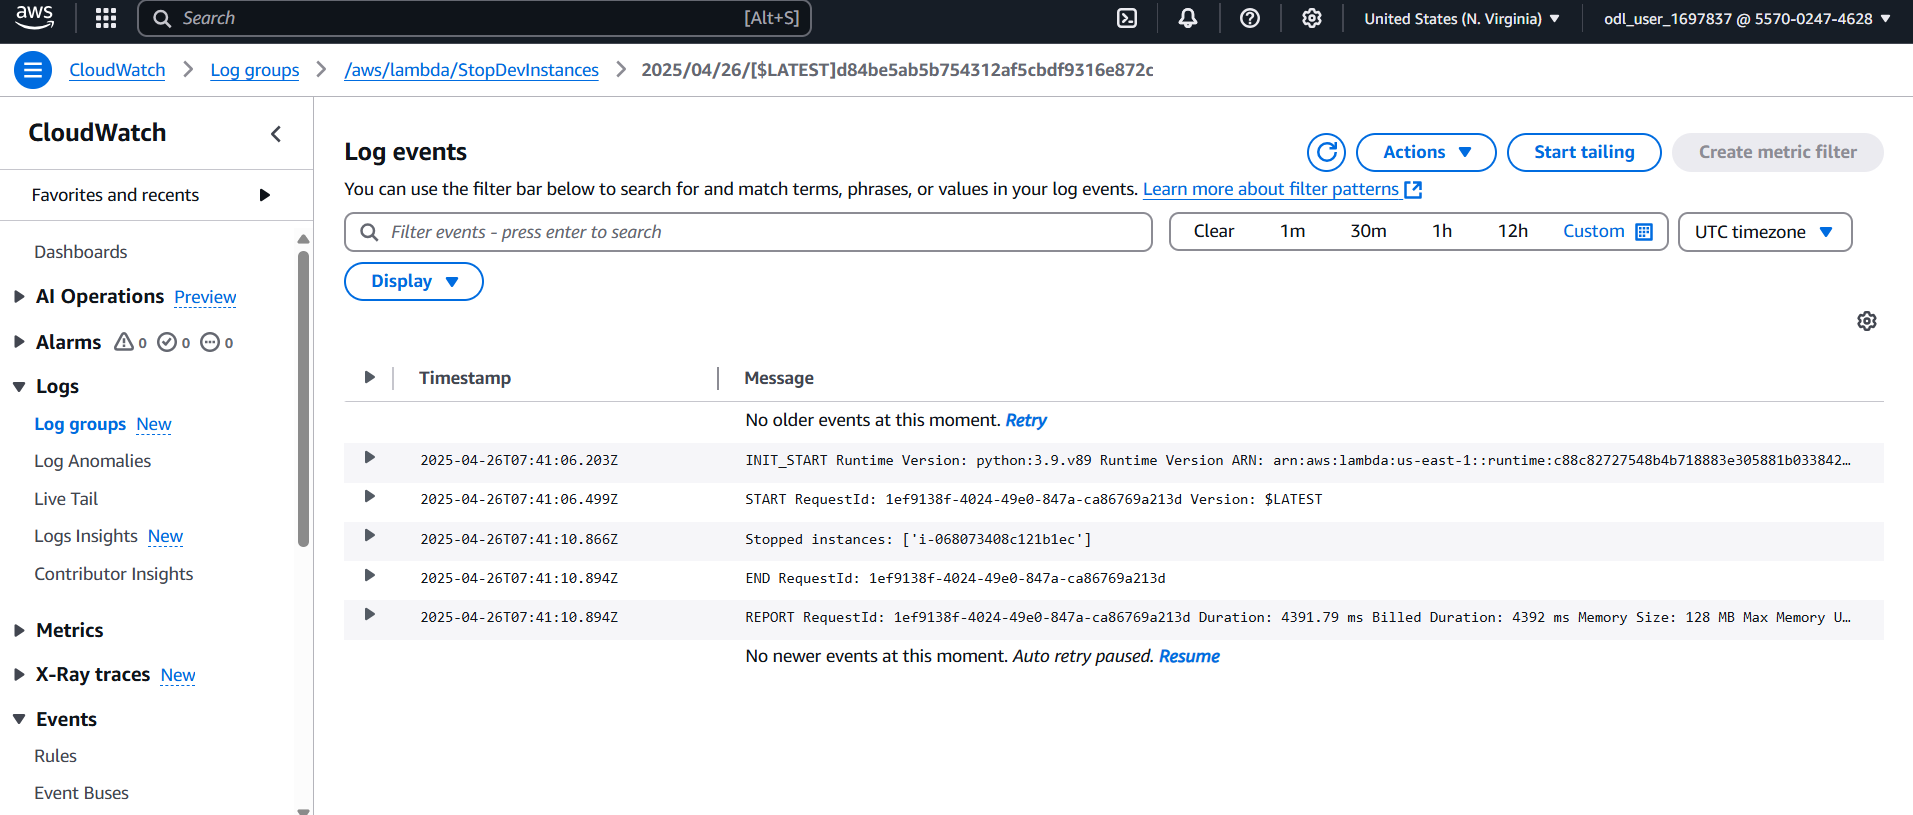 aws
Search [Alt+S] United States (N. Virginia) odl_user_1697837 @ 5570-0247-4628
CloudWatch Log groups /aws/lambda/StopDevInstances 2025/04/26/[$LATEST]d84be5ab5b754312af5cbdf9316e872c
CloudWatch
Favorites and recents
Dashboards
AI Operations Preview
Alarms 0 0 0
Logs
Log groups New
Log Anomalies
Live Tail
Logs Insights New
Contributor Insights
Metrics
X-Ray traces New
Events
Rules
Event Buses
Log events
Actions Start tailing Create metric filter
You can use the filter bar below to search for and match terms, phrases, or values in your log events. Learn more about filter patterns
Filter events - press enter to search Clear 1m 30m 1h 12h Custom UTC timezone
Display
Timestamp Message
No older events at this moment. Retry
2025-04-26T07:41:06.203Z INIT_START Runtime Version: python:3.9.v89 Runtime Version ARN: arn:aws:lambda:us-east-1::runtime:c88c82727548b4b718883e305881b033842…
2025-04-26T07:41:06.499Z START RequestId: 1ef9138f-4024-49e0-847a-ca86769a213d Version: $LATEST
2025-04-26T07:41:10.866Z Stopped instances: ['i-068073408c121b1ec']
2025-04-26T07:41:10.894Z END RequestId: 1ef9138f-4024-49e0-847a-ca86769a213d
2025-04-26T07:41:10.894Z REPORT RequestId: 1ef9138f-4024-49e0-847a-ca86769a213d Duration: 4391.79 ms Billed Duration: 4392 ms Memory Size: 128 MB Max Memory U…
No newer events at this moment. Auto retry paused. Resume